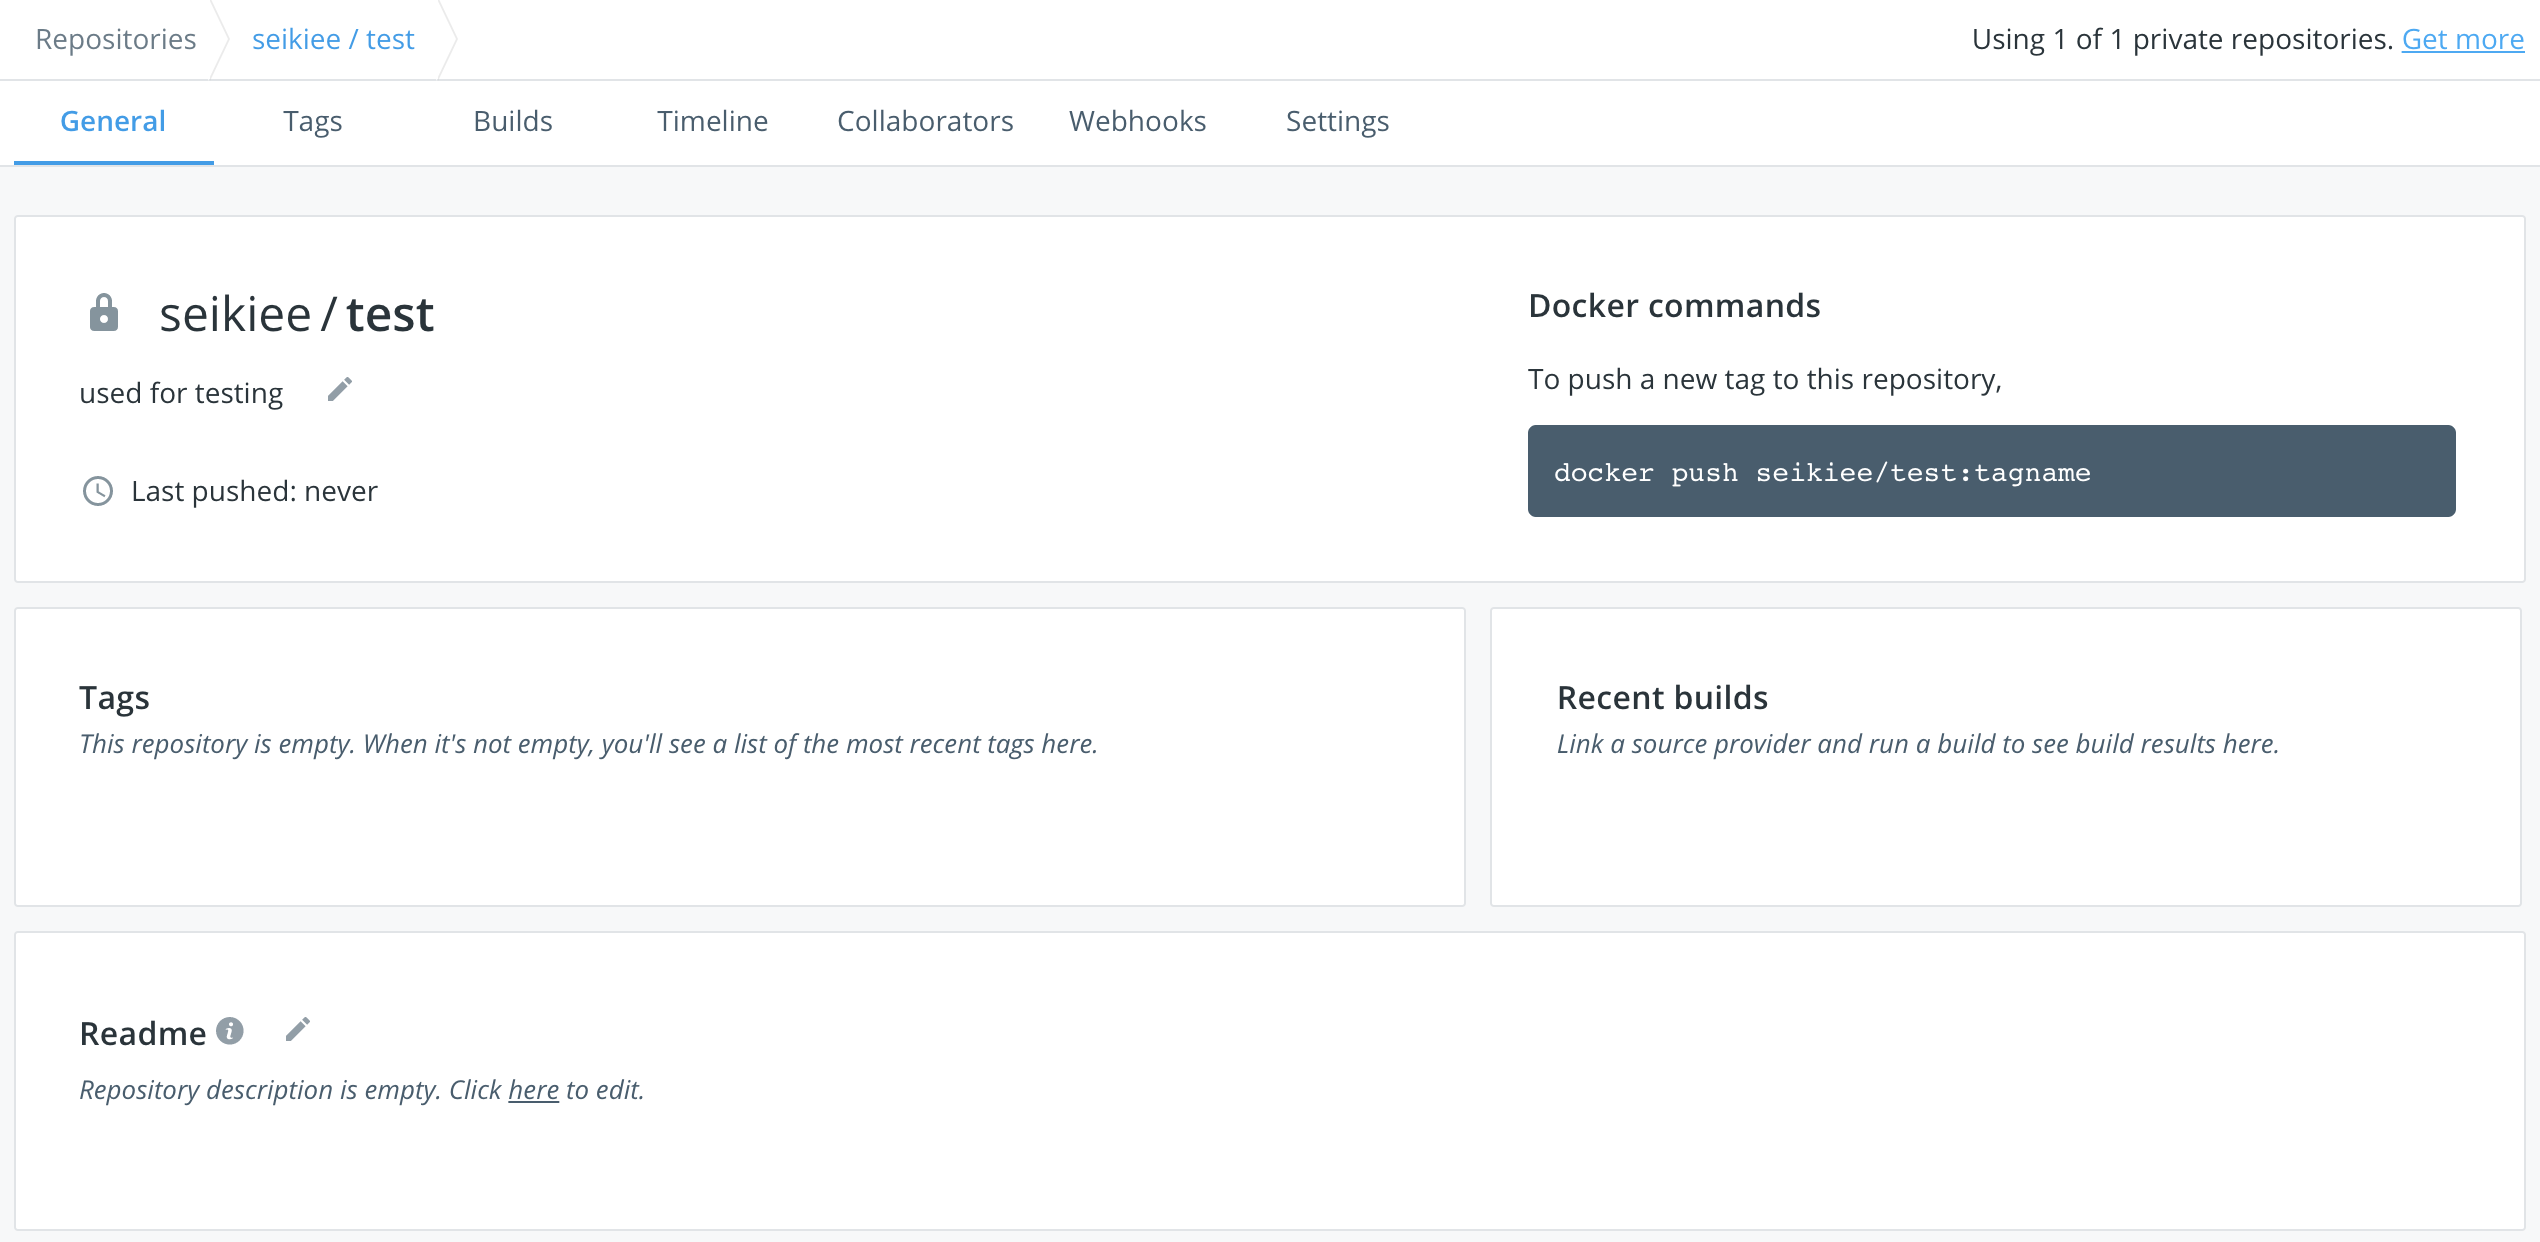 Repositories seikiee / test Using 1 of 1 private repositories. Get more
General Tags Builds Timeline Collaborators Webhooks Settings
seikiee / test
used for testing
Last pushed: never
Docker commands
To push a new tag to this repository,
docker push seikiee/test:tagname
Tags
This repository is empty. When it's not empty, you'll see a list of the most recent tags here.
Recent builds
Link a source provider and run a build to see build results here.
Readme
Repository description is empty. Click here to edit.